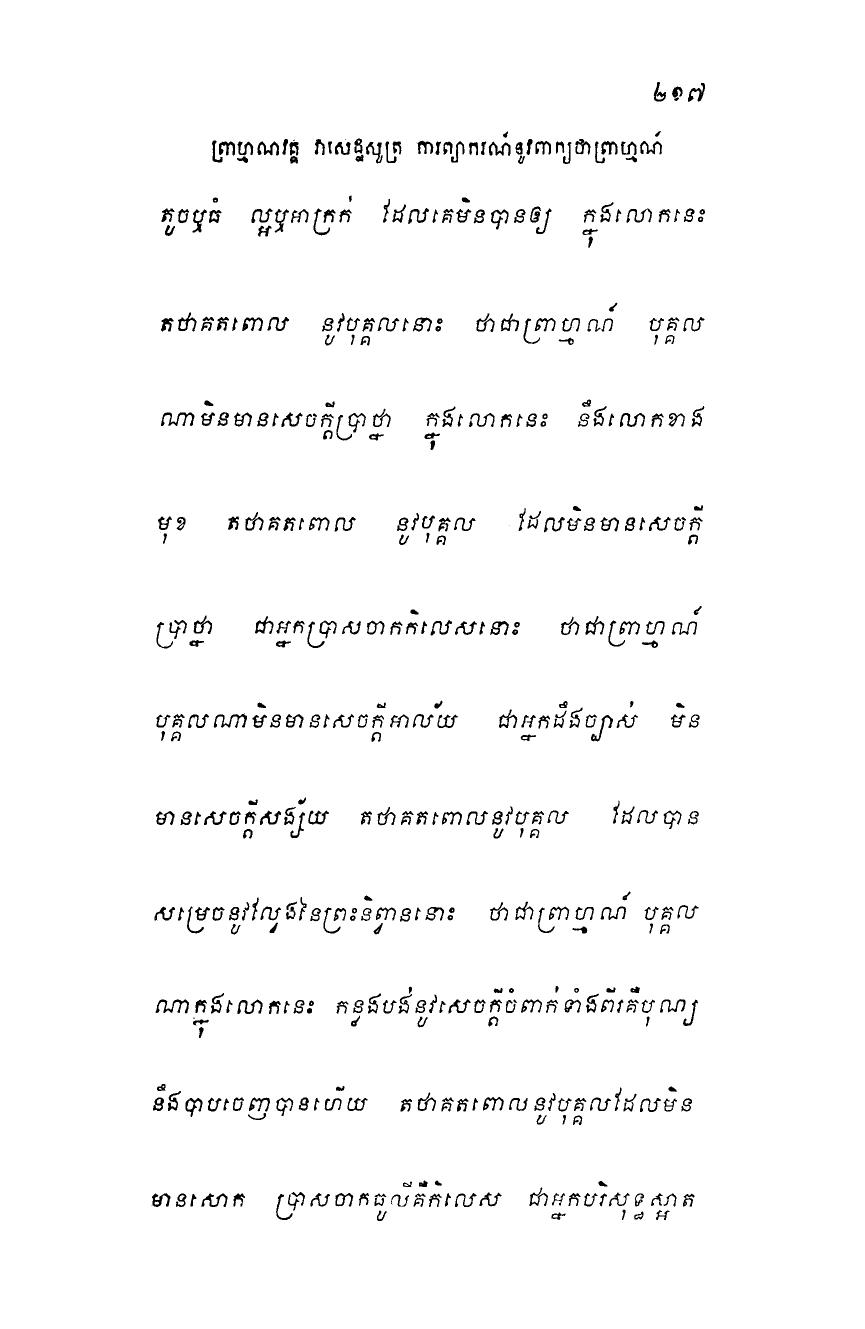 ២១៧
ព្រាហ្មណវគ្គ វាសេដ្ឋសូត្រ ការព្យាករណ៍នូវពាក្យថាព្រាហ្មណ៍
តូចឬធំ ល្អឬអាក្រក់ ដែលគេមិនបានឲ្យ ក្នុងលោកនេះ
តថាគតពោល នូវបុគ្គលនោះ ថាជាព្រាហ្មណ៍ បុគ្គល
ណាមិនមានសេចក្តីប្រាថ្នា ក្នុងលោកនេះ នឹងលោកខាង
មុខ តថាគតពោល នូវបុគ្គល ដែលមិនមានសេចក្តី
ប្រាថ្នា ជាអ្នកប្រាសចាកកិលេសនោះ ថាជាព្រាហ្មណ៍
បុគ្គលណាមិនមានសេចក្តីអាល័យ ជាអ្នកដឹងច្បាស់ មិន
មានសេចក្តីសង្ស័យ តថាគតពោលនូវបុគ្គល ដែលបាន
សម្រេចនូវល្វែងនៃព្រះនិព្វាននោះ ថាជាព្រាហ្មណ៍ បុគ្គល
ណាក្នុងលោកនេះ កន្លងបង់នូវសេចក្តីចំពាក់ទាំងពីរគឺបុណ្យ
នឹងបាបចេញបានហើយ តថាគតពោលនូវបុគ្គលដែលមិន
មានសោក ប្រាសចាកធូលីគឺកិលេស ជាអ្នកបរិសុទ្ធស្អាត